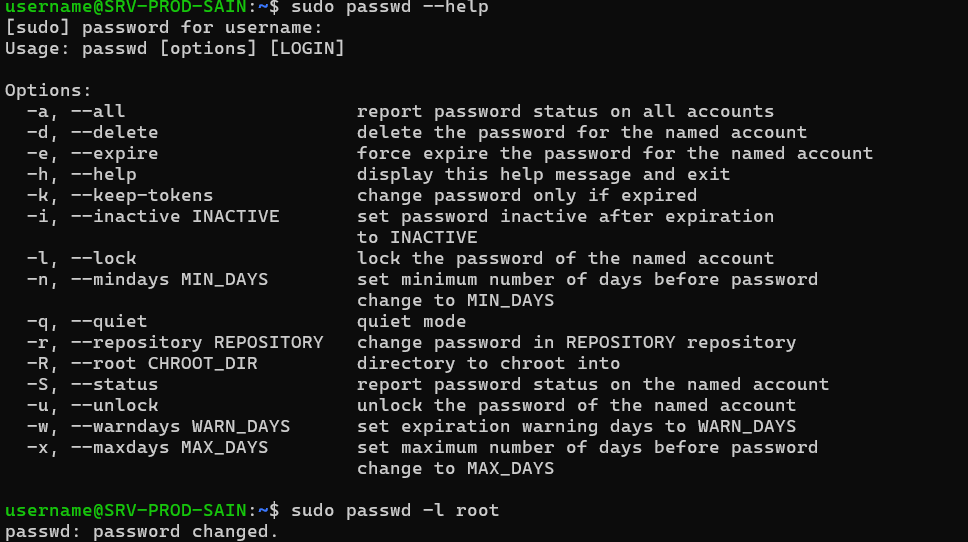 username@SRV-PROD-SAIN:~$ sudo passwd --help
[sudo] password for username:
Usage: passwd [options] [LOGIN]

Options:
  -a, --all                     report password status on all accounts
  -d, --delete                  delete the password for the named account
  -e, --expire                  force expire the password for the named account
  -h, --help                    display this help message and exit
  -k, --keep-tokens             change password only if expired
  -i, --inactive INACTIVE       set password inactive after expiration
                                to INACTIVE
  -l, --lock                    lock the password of the named account
  -n, --mindays MIN_DAYS        set minimum number of days before password
                                change to MIN_DAYS
  -q, --quiet                   quiet mode
  -r, --repository REPOSITORY   change password in REPOSITORY repository
  -R, --root CHROOT_DIR         directory to chroot into
  -S, --status                  report password status on the named account
  -u, --unlock                  unlock the password of the named account
  -w, --warndays WARN_DAYS      set expiration warning days to WARN_DAYS
  -x, --maxdays MAX_DAYS        set maximum number of days before password
                                change to MAX_DAYS

username@SRV-PROD-SAIN:~$ sudo passwd -l root
passwd: password changed.